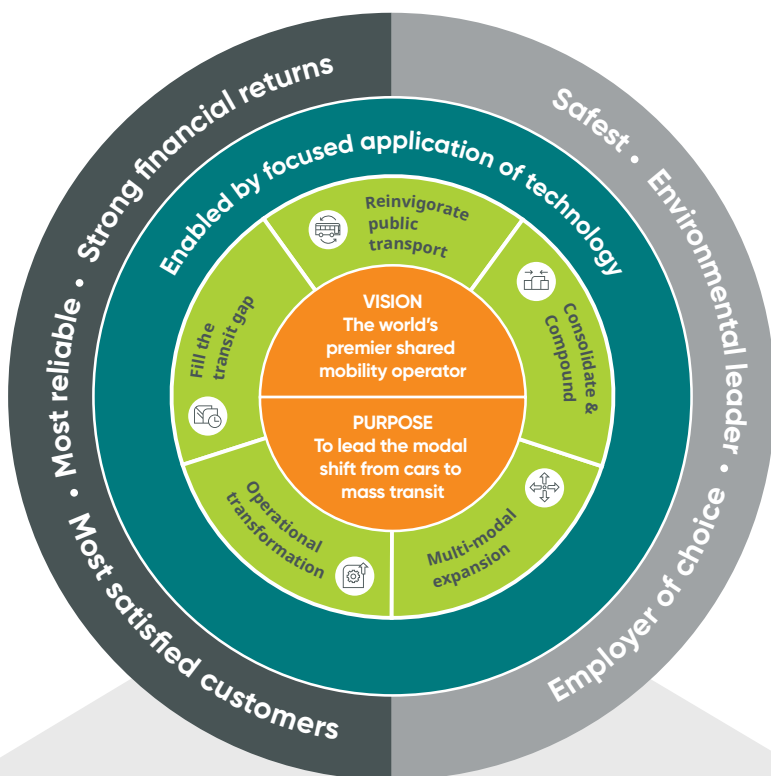 Most satisfied customers • Most reliable • Strong financial returns
Safest • Environmental leader • Employer of choice
Enabled by focused application of technology
Reinvigorate
public
transport
Consolidate &
Compound
Multi-modal
expansion
Operational
transformation
Fill the
transit gap
VISION
The world's
premier shared
mobility operator
PURPOSE
To lead the modal
shift from cars to
mass transit